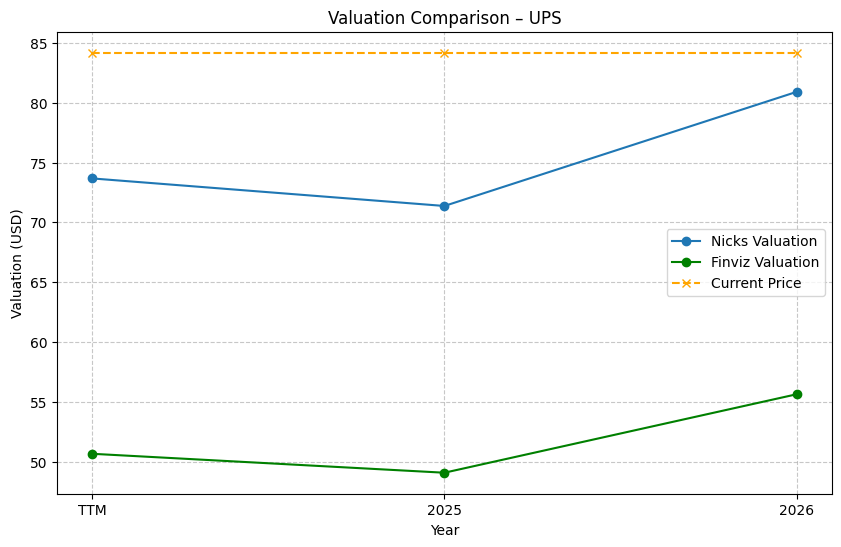 Valuation Comparison – UPS
Valuation (USD)
85
80
75
70
65
60
55
50
Nicks Valuation
Finviz Valuation
Current Price
TTM
2025
2026
Year